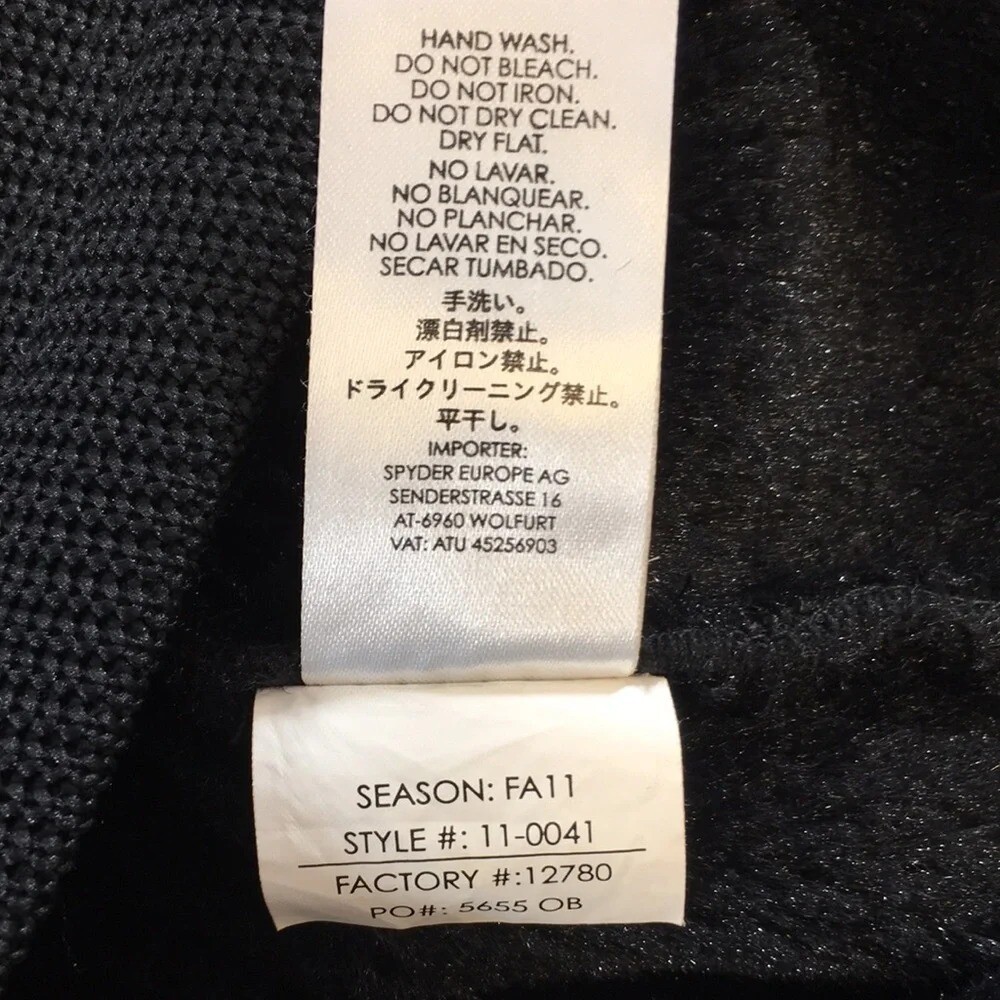 HAND WASH.
DO NOT BLEACH.
DO NOT IRON.
DO NOT DRY CLEAN.
DRY FLAT.
NO LAVAR.
NO BLANQUEAR.
NO PLANCHAR.
NO LAVAR EN SECO.
SECAR TUMBADO.
手洗い。
漂白剤禁止。
アイロン禁止。
ドライクリーニング禁止。
平干し。
IMPORTER:
SPYDER EUROPE AG
SENDERSTRASSE 16
AT-6960 WOLFURT
VAT: ATU 45256903
SEASON: FA11
STYLE #: 11-0041
FACTORY #:12780
PO#: 5655 OB